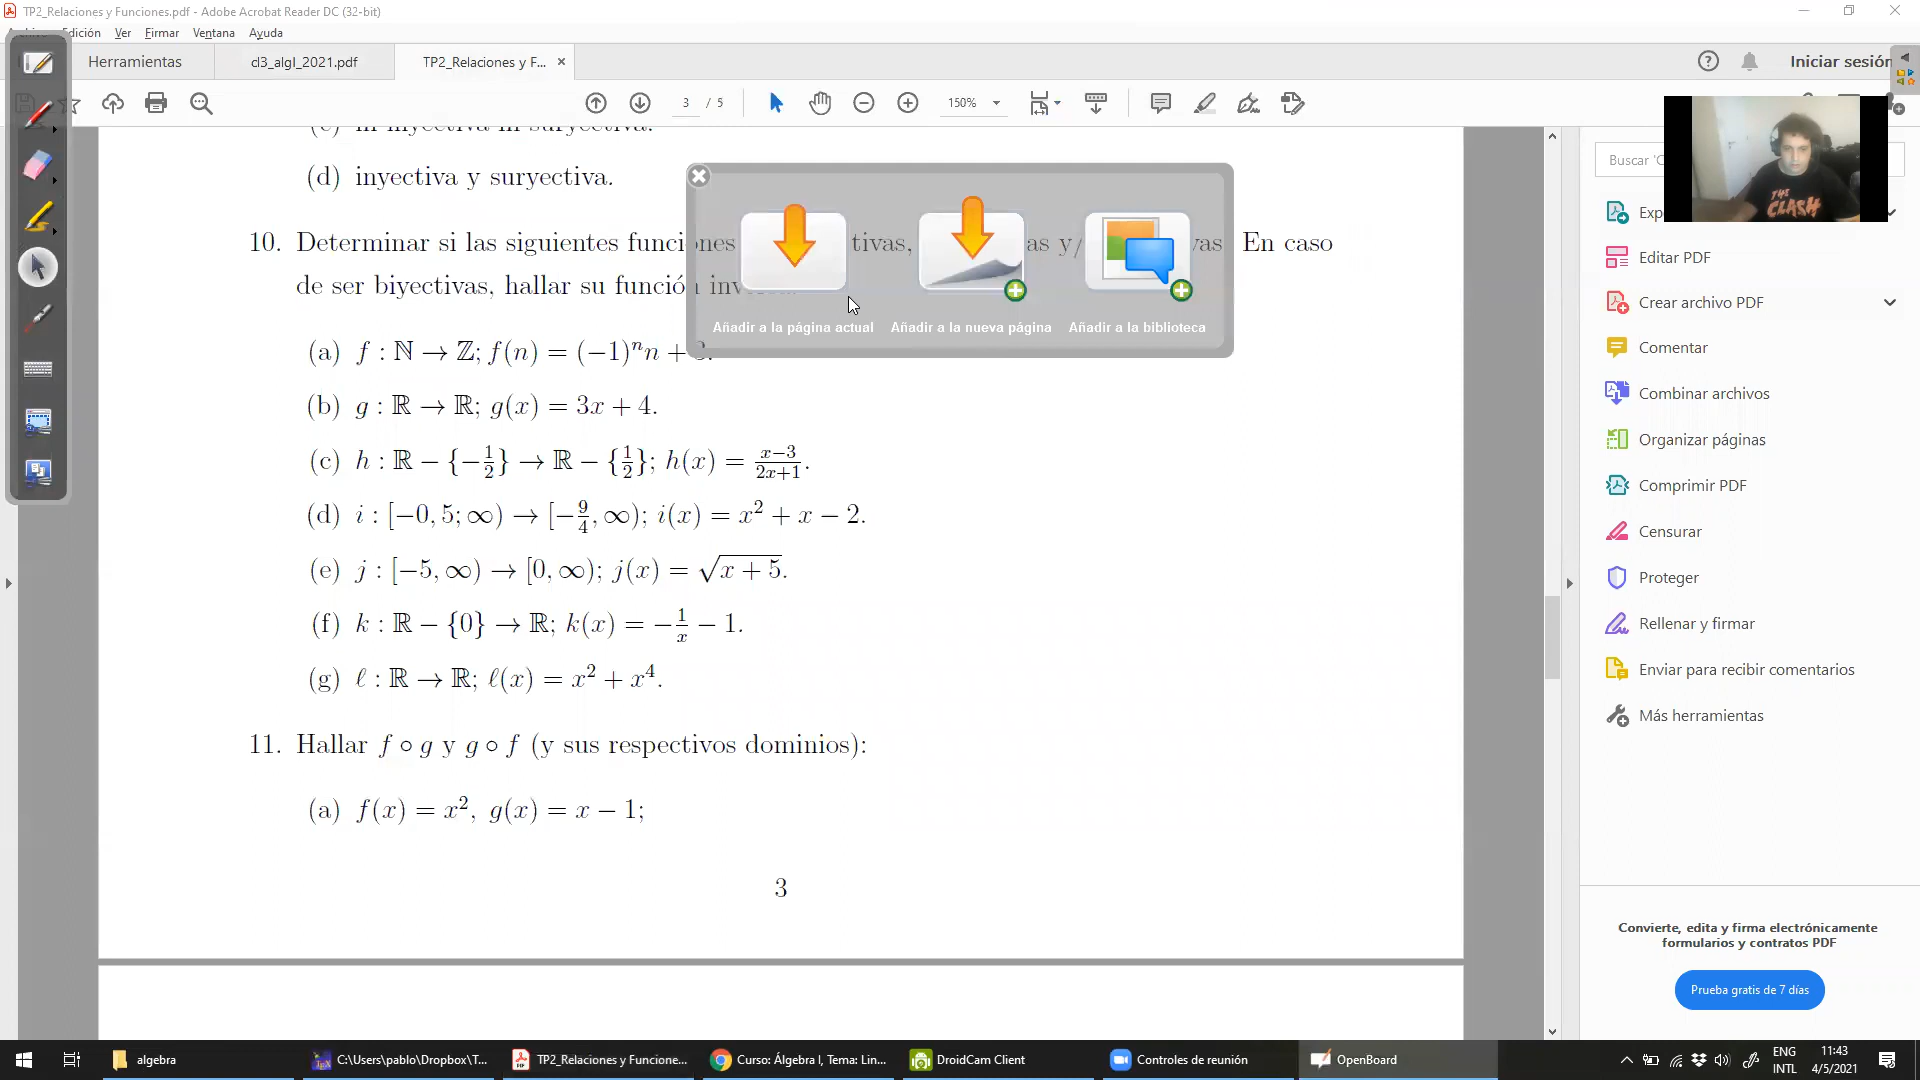 TP2_Relaciones y Funciones.pdf - Adobe Acrobat Reader DC (32-bit)
Edición Ver Firmar Ventana Ayuda
Herramientas cl3_algI_2021.pdf TP2_Relaciones y F... Iniciar sesión
3 / 5 150%
(d) inyectiva y suryectiva.
10. Determinar si las siguientes funciones tivas, as y/ vas. En caso
de ser biyectivas, hallar su función
Añadir a la página actual Añadir a la nueva página Añadir a la biblioteca
(a) f : ℕ → ℤ; f(n) = (−1)ⁿn + 3.
(b) g : ℝ → ℝ; g(x) = 3x + 4.
(c) h : ℝ − {−1/2} → ℝ − {1/2}; h(x) = x−3/2x+1.
(d) i : [−0, 5; ∞) → [−9/4, ∞); i(x) = x² + x − 2.
(e) j : [−5, ∞) → [0, ∞); j(x) = √x + 5.
(f) k : ℝ − {0} → ℝ; k(x) = −1/x − 1.
(g) ℓ : ℝ → ℝ; ℓ(x) = x² + x⁴.
11. Hallar f ∘ g y g ∘ f (y sus respectivos dominios):
(a) f(x) = x², g(x) = x − 1;
3
Buscar
THE
CLASH
Exp
Editar PDF
Crear archivo PDF
Comentar
Combinar archivos
Organizar páginas
Comprimir PDF
Censurar
Proteger
Rellenar y firmar
Enviar para recibir comentarios
Más herramientas
Convierte, edita y firma electrónicamente
formularios y contratos PDF
Prueba gratis de 7 días
algebra C:\Users\pablo\Dropbox\T... TP2_Relaciones y Funcione... Curso: Álgebra I, Tema: Lin... DroidCam Client Controles de reunión OpenBoard ENG 11:43
INTL 4/5/2021